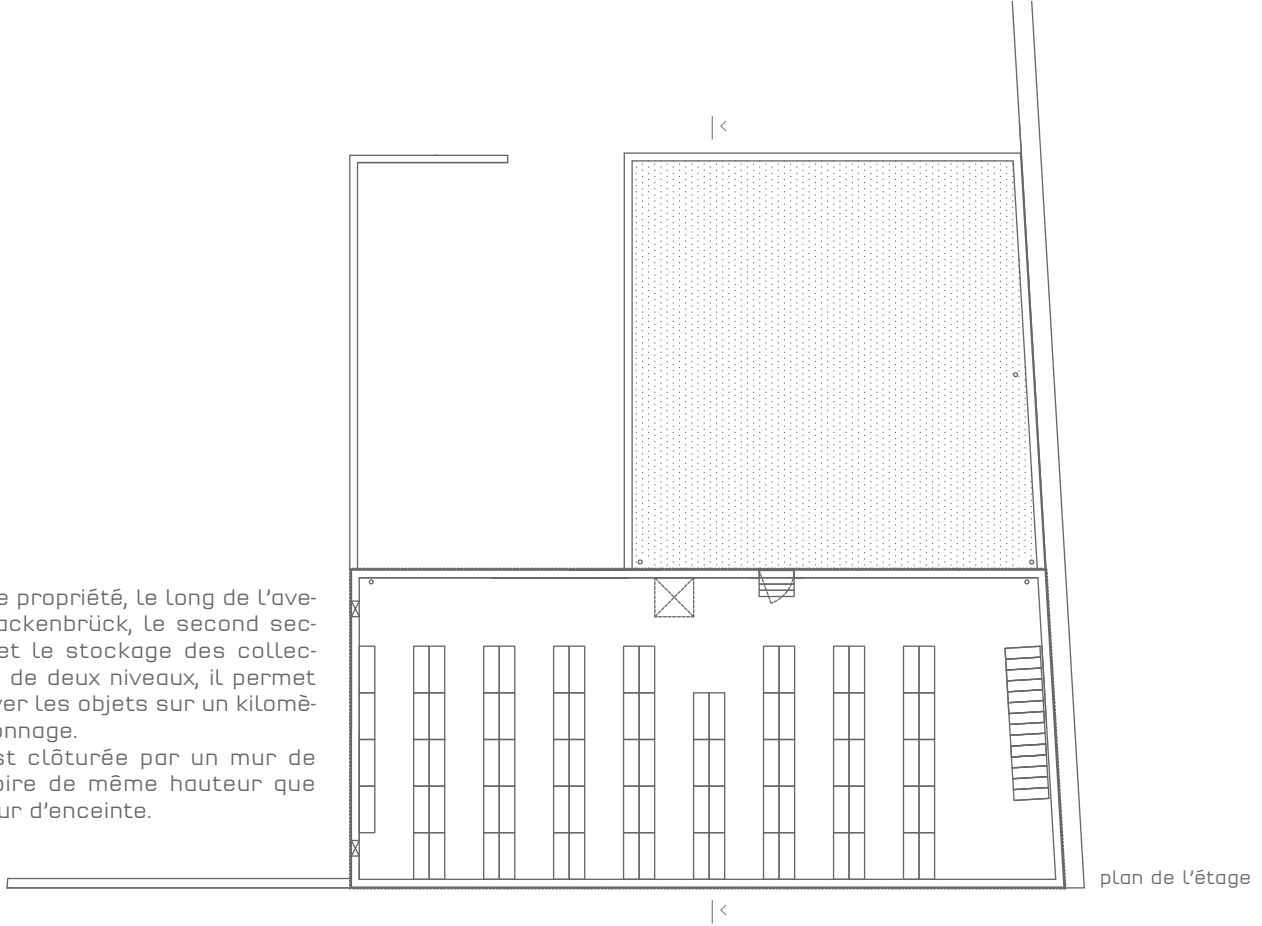 e propriété, le long de l'ave-
ackenbrück, le second sec-
et le stockage des collec-
de deux niveaux, il permet
ver les objets sur un kilomè-
onnage.
st clôturée par un mur de
oire de même hauteur que
ur d'enceinte.
plan de l'étage